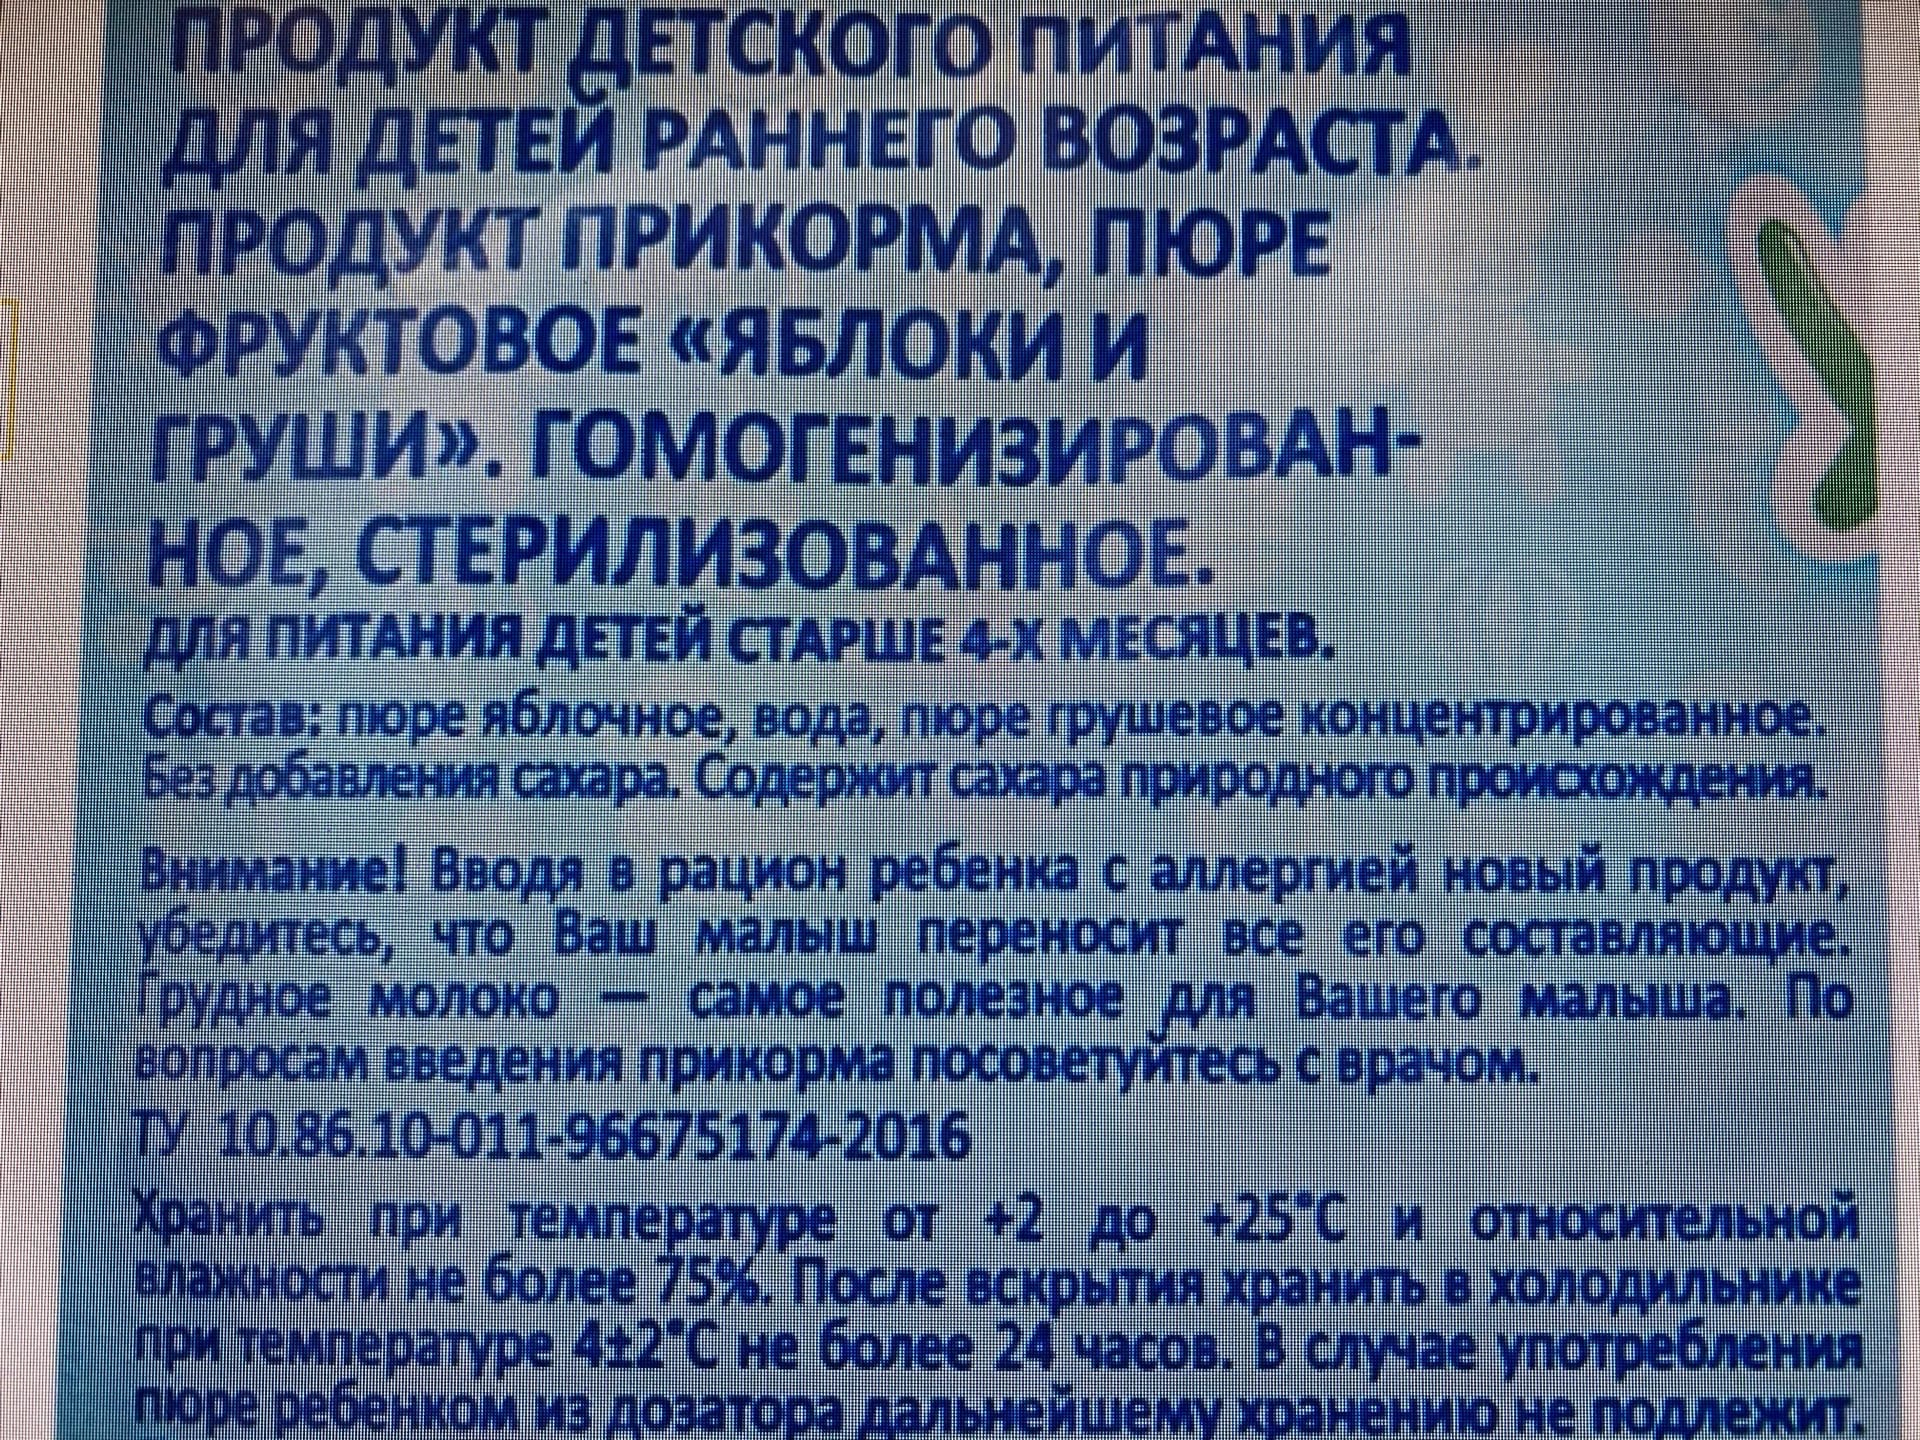 ПРОДУКТ ДЕТСКОГО ПИТАНИЯ
ДЛЯ ДЕТЕЙ РАННЕГО ВОЗРАСТА.
ПРОДУКТ ПРИКОРМА, ПЮРЕ
ФРУКТОВОЕ «ЯБЛОКИ И
ГРУШИ». ГОМОГЕНИЗИРОВАН-
НОЕ, СТЕРИЛИЗОВАННОЕ.
ДЛЯ ПИТАНИЯ ДЕТЕЙ СТАРШЕ 4-Х МЕСЯЦЕВ.
Состав: пюре яблочное, вода, пюре грушевое концентрированное.
Без добавления сахара. Содержит сахара природного происхождения.
Внимание! Вводя в рацион ребенка с аллергией новый продукт,
убедитесь, что Ваш малыш переносит все его составляющие.
Грудное молоко — самое полезное для Вашего малыша. По
вопросам введения прикорма посоветуйтесь с врачом.
ТУ 10.86.10-011-96675174-2016
Хранить при температуре от +2 до +25°С и относительной
влажности не более 75%. После вскрытия хранить в холодильнике
при температуре 4±2°С не более 24 часов. В случае употребления
пюре ребенком из дозатора дальнейшему хранению не подлежит.